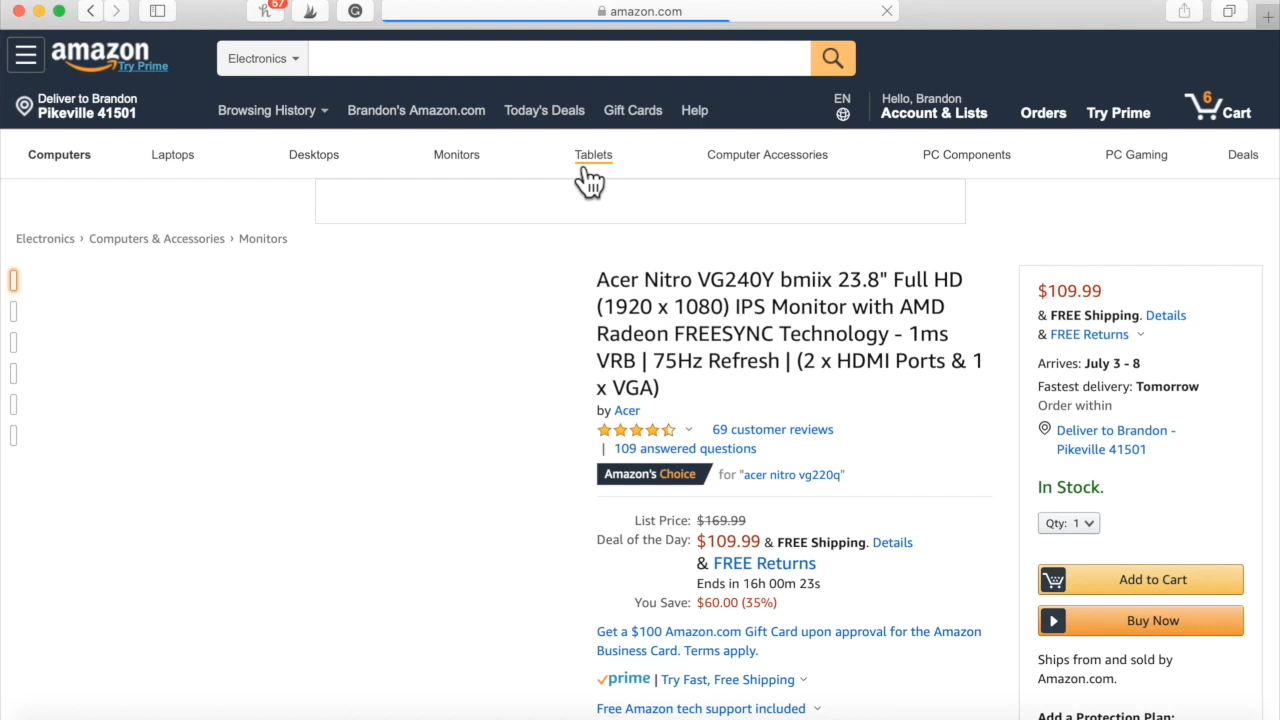 57
amazon.com
amazon
Try Prime
Electronics
Deliver to Brandon
Pikeville 41501
Browsing History
Brandon's Amazon.com
Today's Deals
Gift Cards
Help
EN
Hello, Brandon
Account & Lists
Orders
Try Prime
6
Cart
Computers
Laptops
Desktops
Monitors
Tablets
Computer Accessories
PC Components
PC Gaming
Deals
Electronics › Computers & Accessories › Monitors
Acer Nitro VG240Y bmiix 23.8" Full HD
(1920 x 1080) IPS Monitor with AMD
Radeon FREESYNC Technology - 1ms
VRB | 75Hz Refresh | (2 x HDMI Ports & 1
x VGA)
by Acer
69 customer reviews
| 109 answered questions
Amazon's Choice for "acer nitro vg220q"
List Price: $169.99
Deal of the Day: $109.99 & FREE Shipping. Details
& FREE Returns
Ends in 16h 00m 23s
You Save: $60.00 (35%)
Get a $100 Amazon.com Gift Card upon approval for the Amazon
Business Card. Terms apply.
prime | Try Fast, Free Shipping
Free Amazon tech support included
$109.99
& FREE Shipping. Details
& FREE Returns
Arrives: July 3 - 8
Fastest delivery: Tomorrow
Order within
Deliver to Brandon -
Pikeville 41501
In Stock.
Qty: 1
Add to Cart
Buy Now
Ships from and sold by
Amazon.com.
Add a Protection Plan: